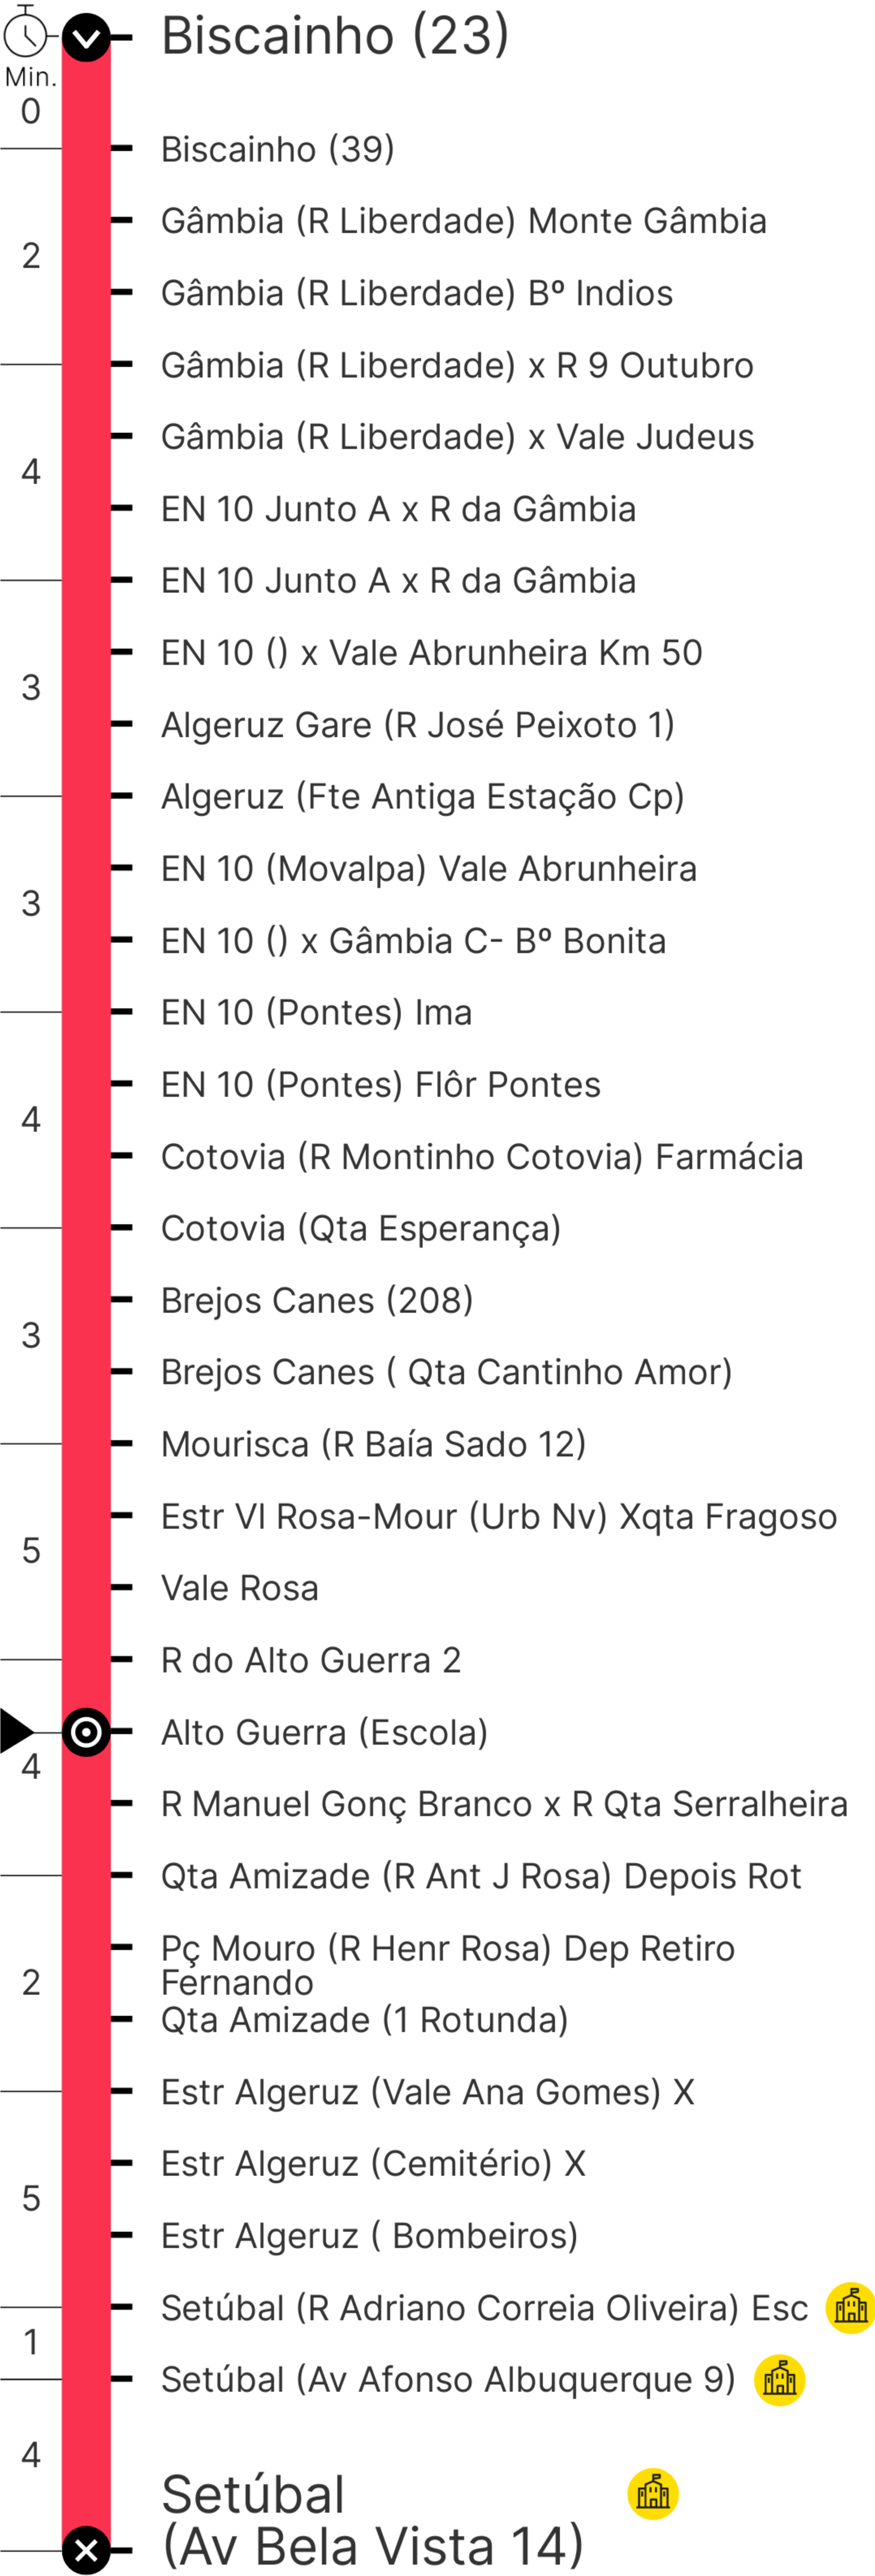 Biscainho (23)
Min.
0
Biscainho (39)
Gâmbia (R Liberdade) Monte Gâmbia
2
Gâmbia (R Liberdade) Bº Indios
Gâmbia (R Liberdade) x R 9 Outubro
Gâmbia (R Liberdade) x Vale Judeus
4
EN 10 Junto A x R da Gâmbia
EN 10 Junto A x R da Gâmbia
EN 10 () x Vale Abrunheira Km 50
3
Algeruz Gare (R José Peixoto 1)
Algeruz (Fte Antiga Estação Cp)
EN 10 (Movalpa) Vale Abrunheira
3
EN 10 () x Gâmbia C- Bº Bonita
EN 10 (Pontes) Ima
EN 10 (Pontes) Flôr Pontes
4
Cotovia (R Montinho Cotovia) Farmácia
Cotovia (Qta Esperança)
Brejos Canes (208)
3
Brejos Canes ( Qta Cantinho Amor)
Mourisca (R Baía Sado 12)
Estr Vl Rosa-Mour (Urb Nv) Xqta Fragoso
5
Vale Rosa
R do Alto Guerra 2
Alto Guerra (Escola)
4
R Manuel Gonç Branco x R Qta Serralheira
Qta Amizade (R Ant J Rosa) Depois Rot
Pç Mouro (R Henr Rosa) Dep Retiro
Fernando
2
Qta Amizade (1 Rotunda)
Estr Algeruz (Vale Ana Gomes) X
Estr Algeruz (Cemitério) X
5
Estr Algeruz ( Bombeiros)
Setúbal (R Adriano Correia Oliveira) Esc
1
Setúbal (Av Afonso Albuquerque 9)
4
Setúbal
(Av Bela Vista 14)